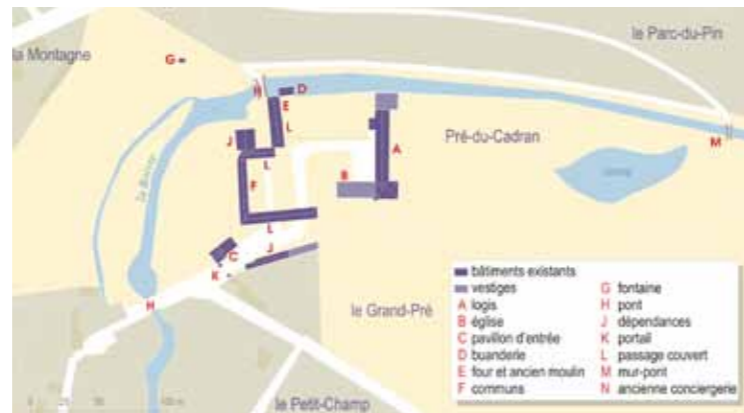 le Parc-du-Pin
la Montagne
G
H
D
E
L
Pré-du-Cadran
A
M
J
L
F
B
L
J
C
K
H
bâtiments existants
vestiges
A logis
B église
C pavillon d'entrée
D buanderie
E four et ancien moulin
F communs
G fontaine
H pont
J dépendances
K portail
L passage couvert
M mur-pont
N ancienne conciergerie
le Grand-Pré
le Petit-Champ